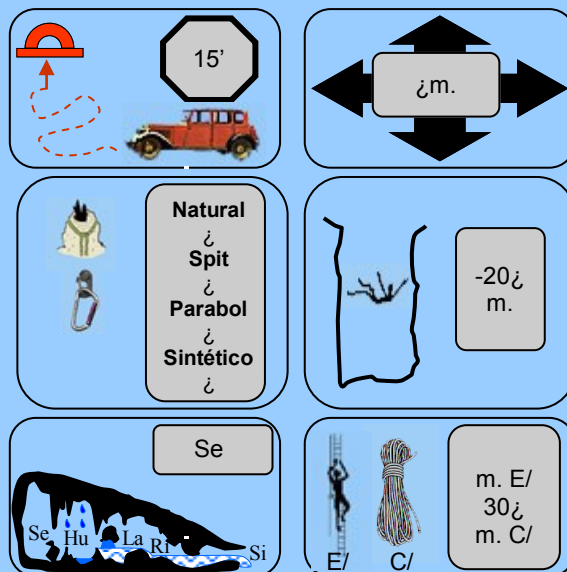 15’
¿m.
Natural
¿
Spit
¿
Parabol
¿
Sintético
¿
-20¿
m.
Se
Se
Hu
La
Ri
Si
E/
C/
m. E/
30¿
m. C/